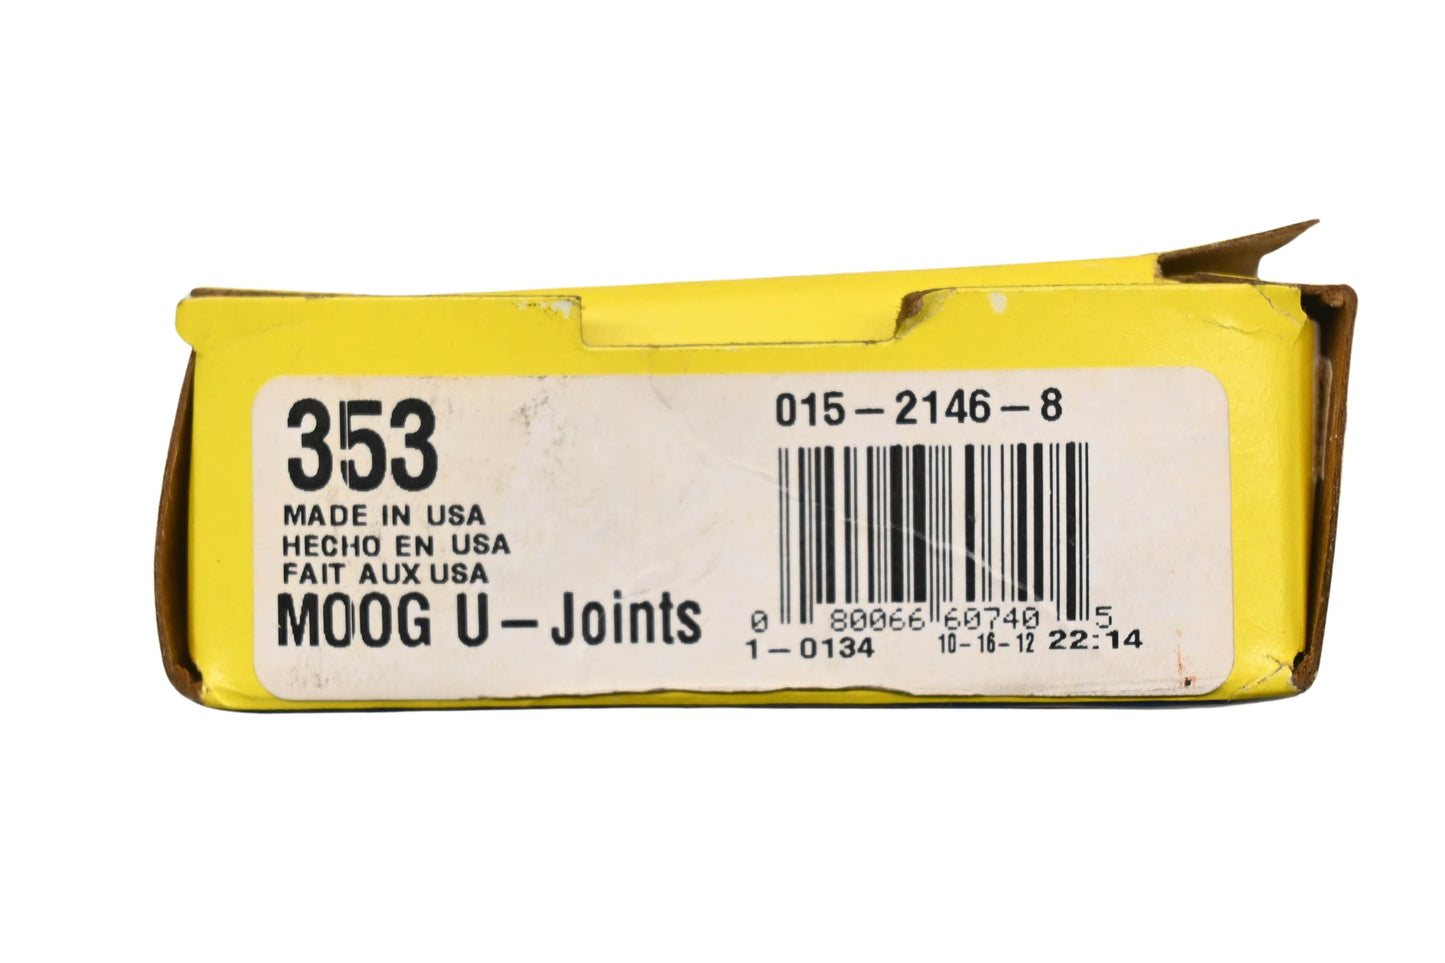 353
MADE IN USA
HECHO EN USA
FAIT AUX USA
MOOG U-Joints
015-2146-8
0 80066 60740 5
1-0134 10-16-12 22:14